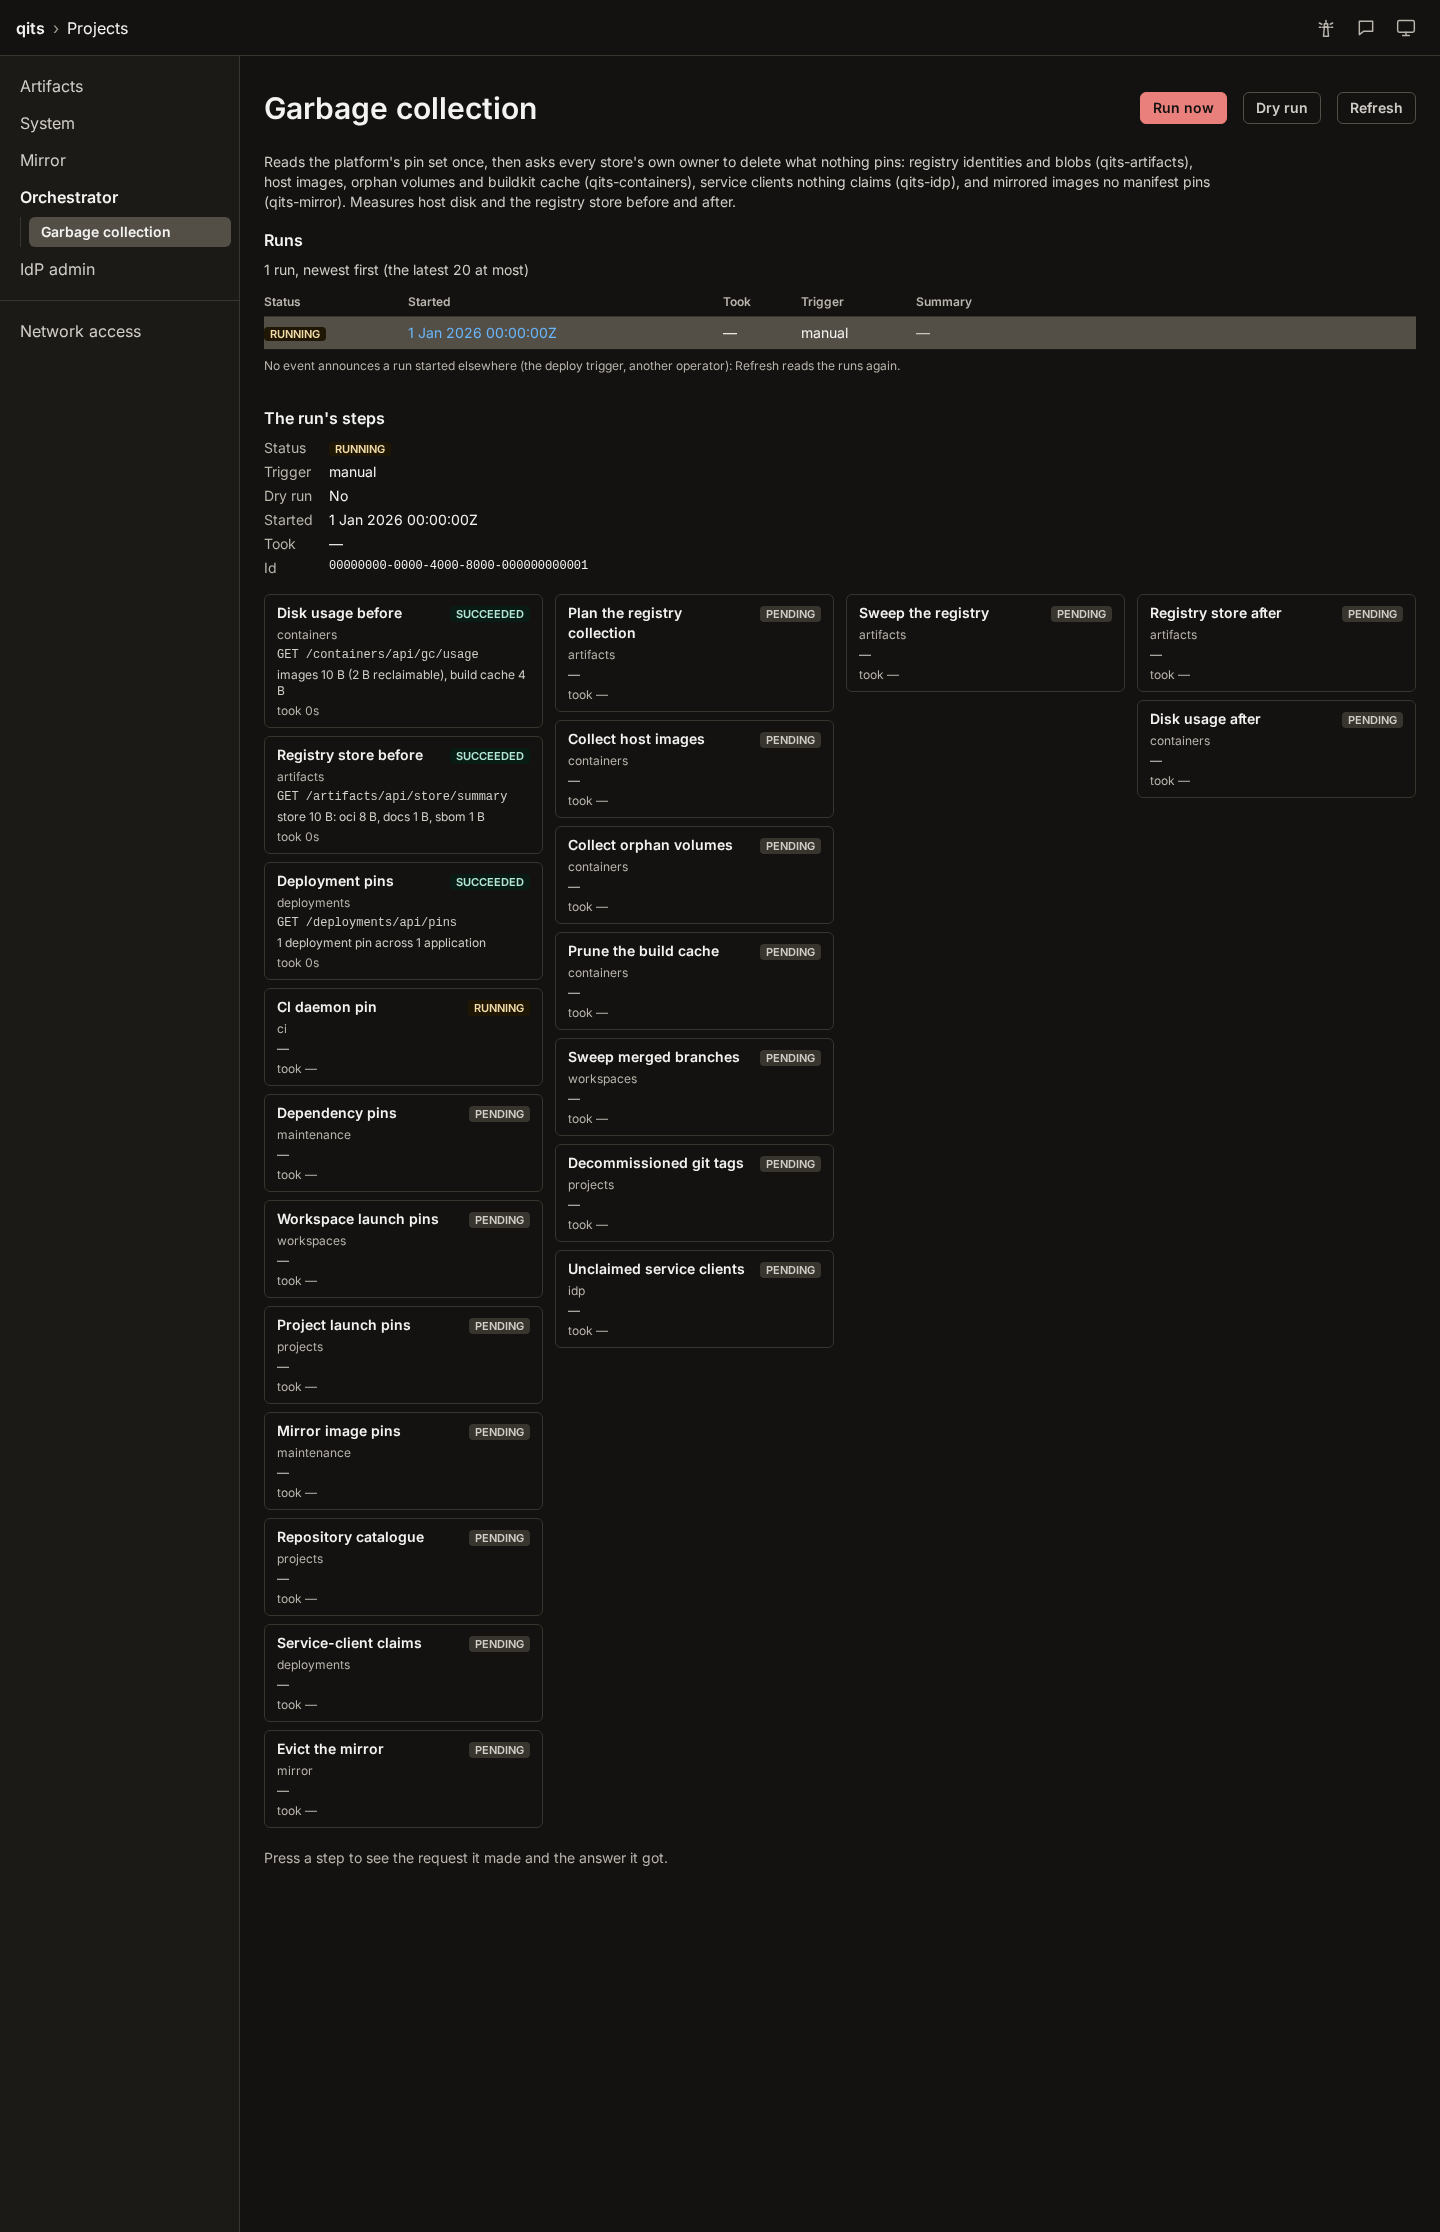 qits › Projects
Artifacts
System
Mirror
Orchestrator
Garbage collection
IdP admin
Network access
Garbage collection
Run now
Dry run
Refresh
Reads the platform's pin set once, then asks every store's own owner to delete what nothing pins: registry identities and blobs (qits-artifacts),
host images, orphan volumes and buildkit cache (qits-containers), service clients nothing claims (qits-idp), and mirrored images no manifest pins
(qits-mirror). Measures host disk and the registry store before and after.
Runs
1 run, newest first (the latest 20 at most)
Status Started Took Trigger Summary
RUNNING 1 Jan 2026 00:00:00Z — manual —
No event announces a run started elsewhere (the deploy trigger, another operator): Refresh reads the runs again.
The run's steps
Status RUNNING
Trigger manual
Dry run No
Started 1 Jan 2026 00:00:00Z
Took —
Id 00000000-0000-4000-8000-000000000001
Disk usage before SUCCEEDED
containers
GET /containers/api/gc/usage
images 10 B (2 B reclaimable), build cache 4
B
took 0s
Registry store before SUCCEEDED
artifacts
GET /artifacts/api/store/summary
store 10 B: oci 8 B, docs 1 B, sbom 1 B
took 0s
Deployment pins SUCCEEDED
deployments
GET /deployments/api/pins
1 deployment pin across 1 application
took 0s
CI daemon pin RUNNING
ci
—
took —
Dependency pins PENDING
maintenance
—
took —
Workspace launch pins PENDING
workspaces
—
took —
Project launch pins PENDING
projects
—
took —
Mirror image pins PENDING
maintenance
—
took —
Repository catalogue PENDING
projects
—
took —
Service-client claims PENDING
deployments
—
took —
Evict the mirror PENDING
mirror
—
took —
Plan the registry PENDING
collection
artifacts
—
took —
Collect host images PENDING
containers
—
took —
Collect orphan volumes PENDING
containers
—
took —
Prune the build cache PENDING
containers
—
took —
Sweep merged branches PENDING
workspaces
—
took —
Decommissioned git tags PENDING
projects
—
took —
Unclaimed service clients PENDING
idp
—
took —
Sweep the registry PENDING
artifacts
—
took —
Registry store after PENDING
artifacts
—
took —
Disk usage after PENDING
containers
—
took —
Press a step to see the request it made and the answer it got.